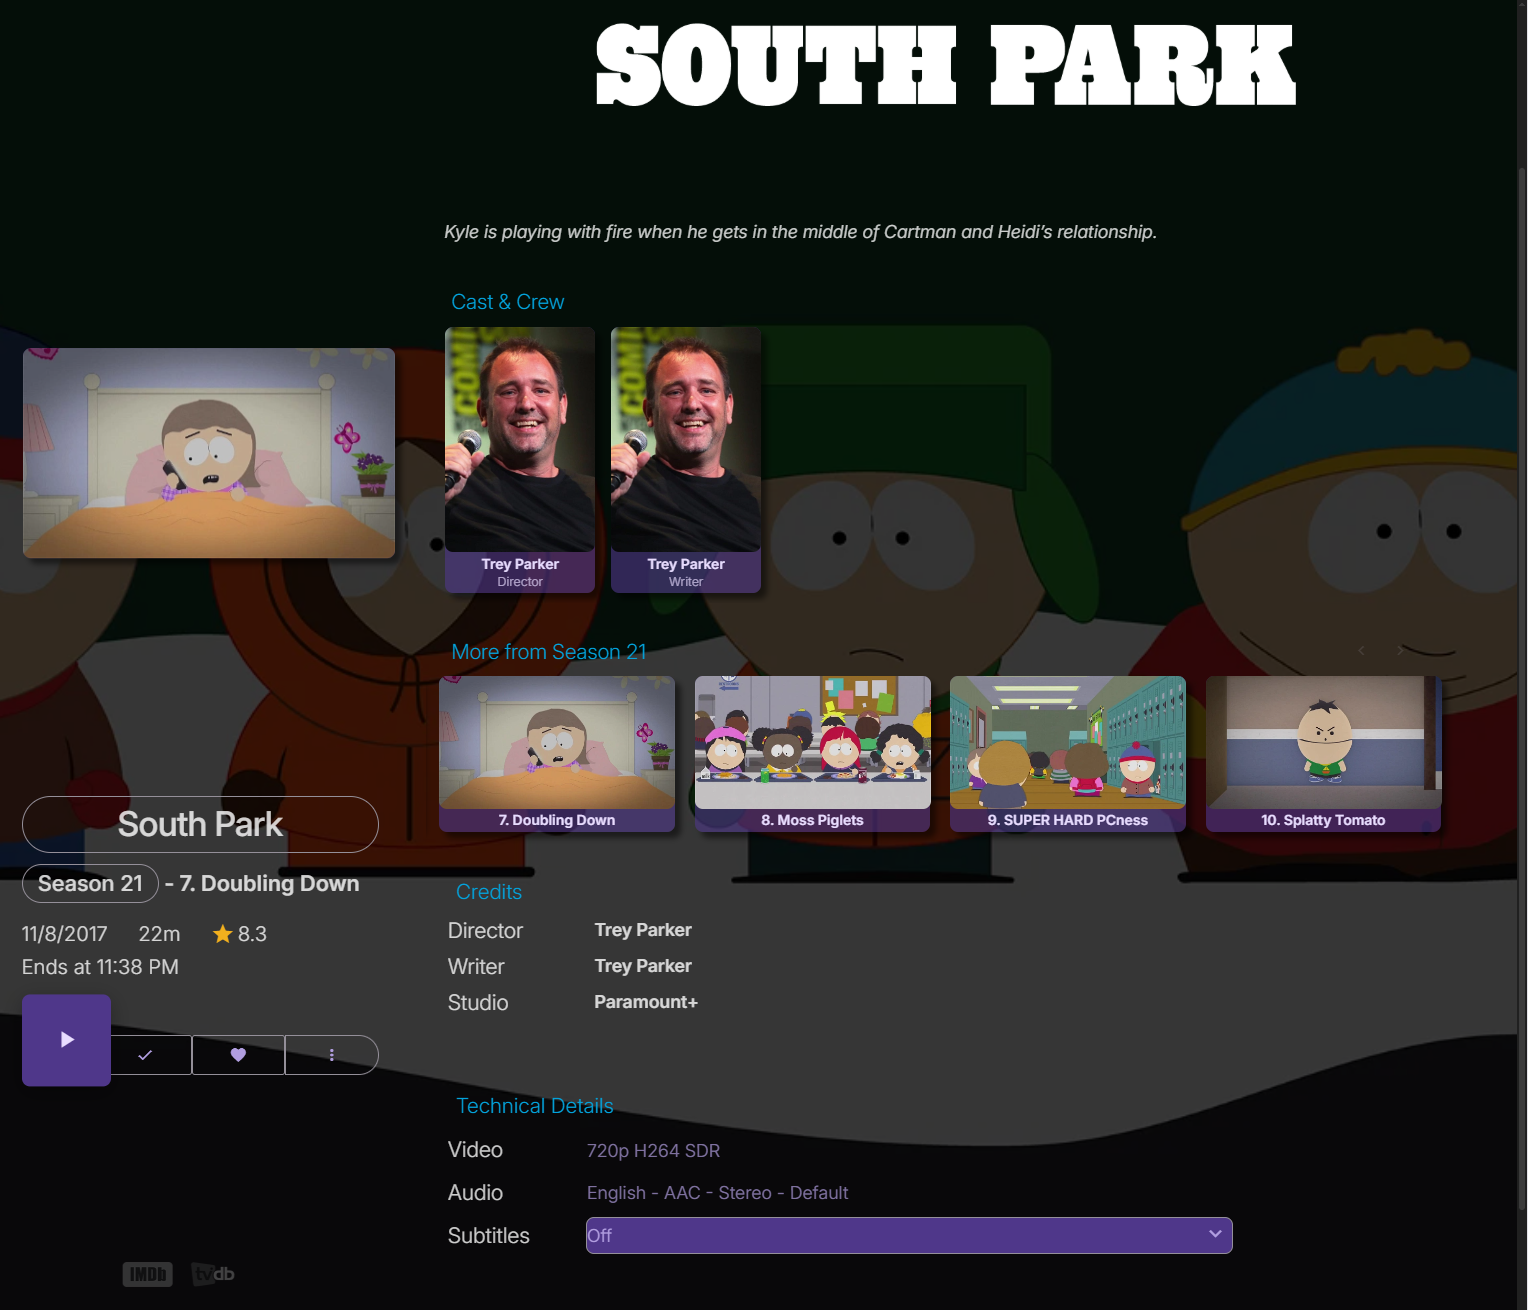 SOUTH PARK
Kyle is playing with fire when he gets in the middle of Cartman and Heidi's relationship.
Cast & Crew
COMI
COMI
Trey Parker
Director
Trey Parker
Writer
More from Season 21
7. Doubling Down
8. Moss Piglets
9. SUPER HARD PCness
10. Splatty Tomato
South Park
Season 21 - 7. Doubling Down
11/8/2017 22m 8.3
Ends at 11:38 PM
Credits
Director Trey Parker
Writer Trey Parker
Studio Paramount+
Technical Details
Video 720p H264 SDR
Audio English - AAC - Stereo - Default
Subtitles Off
IMDb tvdb